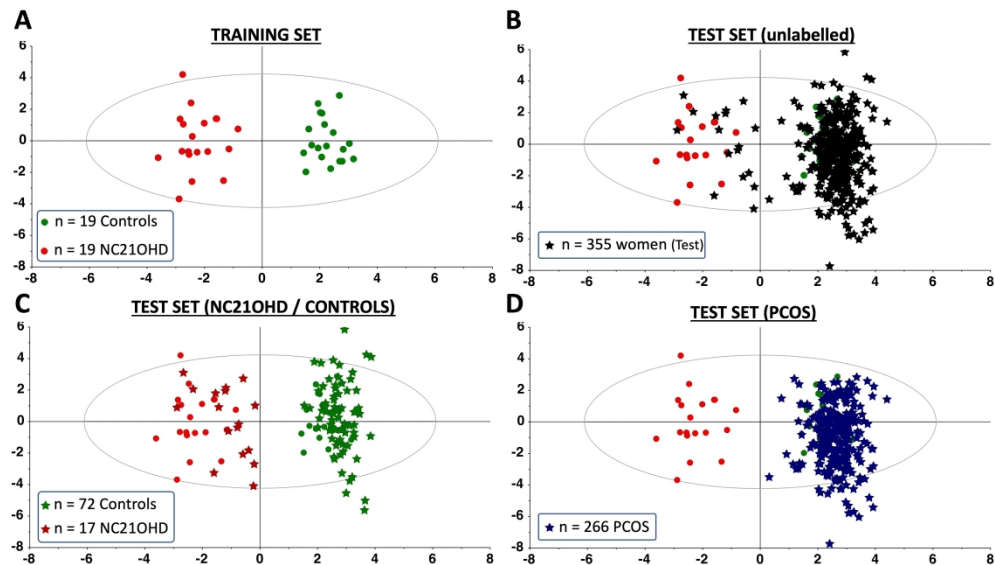 A
TRAINING SET
6
4
2
0
-2
-4
-6
-8
-8 -6 -4 -2 0 2 4 6 8
n = 19 Controls
n = 19 NC21OHD
B
TEST SET (unlabelled)
6
4
2
0
-2
-4
-6
-8
-8 -6 -4 -2 0 2 4 6 8
n = 355 women (Test)
C
TEST SET (NC21OHD / CONTROLS)
6
4
2
0
-2
-4
-6
-8
-8 -6 -4 -2 0 2 4 6 8
n = 72 Controls
n = 17 NC21OHD
D
TEST SET (PCOS)
6
4
2
0
-2
-4
-6
-8
-8 -6 -4 -2 0 2 4 6 8
n = 266 PCOS